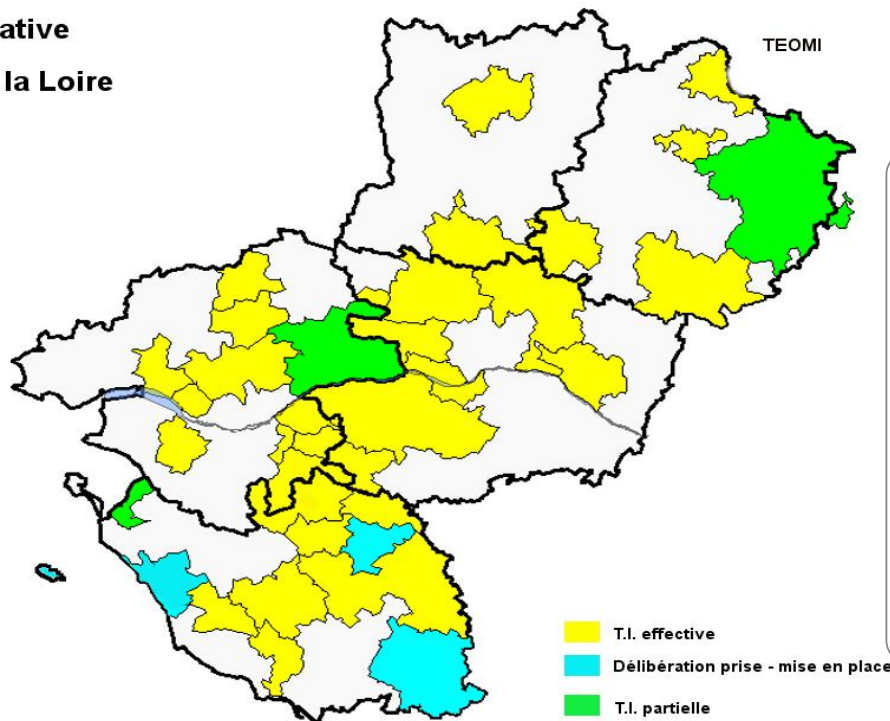 ative
la Loire
TEOMI
T.I. effective
Délibération prise - mise en place
T.I. partielle